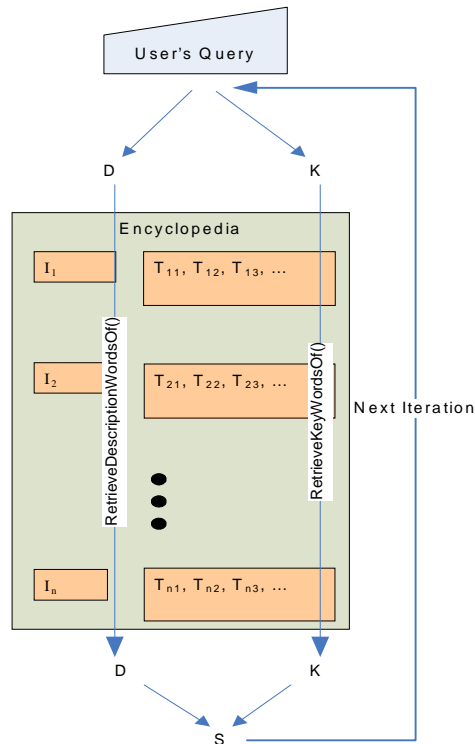 User's Query
D
K
Encyclopedia
I₁
T₁₁, T₁₂, T₁₃, ...
I₂
T₂₁, T₂₂, T₂₃, ...
RetrieveDescriptionWordsOf()
RetrieveKeyWordsOf()
Next Iteration
Iₙ
Tₙ₁, Tₙ₂, Tₙ₃, ...
D
K
S